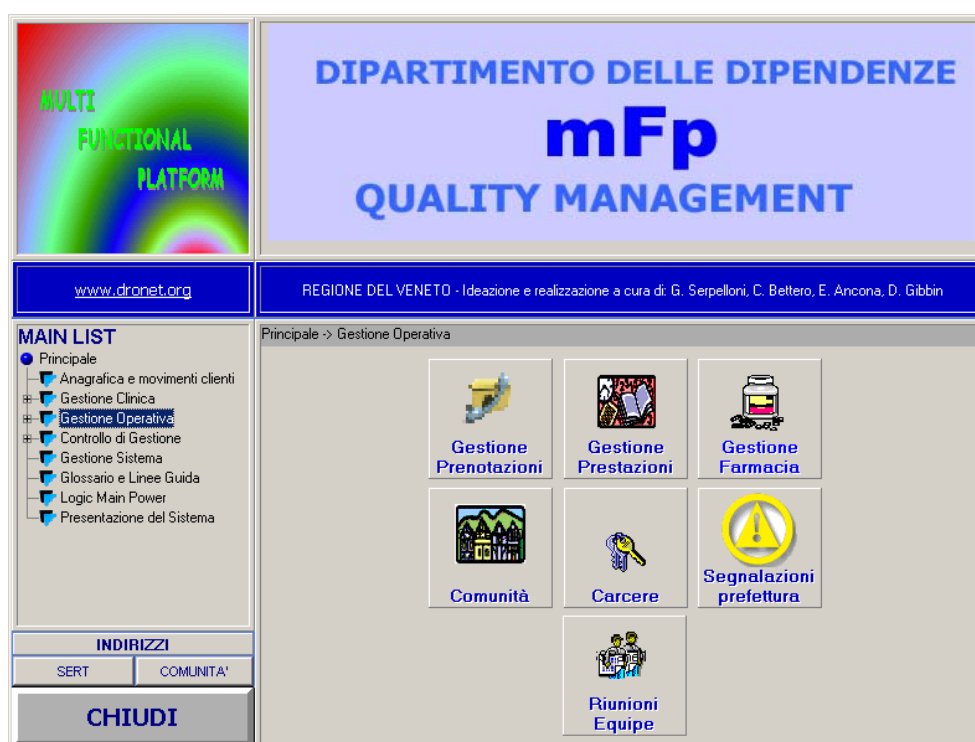 MULTI
FUNCTIONAL
PLATFORM
DIPARTIMENTO DELLE DIPENDENZE
mFp
QUALITY MANAGEMENT
www.dronet.org
REGIONE DEL VENETO - Ideazione e realizzazione a cura di: G. Serpelloni, C. Bettero, E. Ancona, D. Gibbin
MAIN LIST
Principale
Anagrafica e movimenti clienti
Gestione Clinica
Gestione Operativa
Controllo di Gestione
Gestione Sistema
Glossario e Linee Guida
Logic Main Power
Presentazione del Sistema
INDIRIZZI
SERT
COMUNITA'
CHIUDI
Principale -> Gestione Operativa
Gestione
Prenotazioni
Gestione
Prestazioni
Gestione
Farmacia
Comunità
Carcere
Segnalazioni
prefettura
Riunioni
Equipe